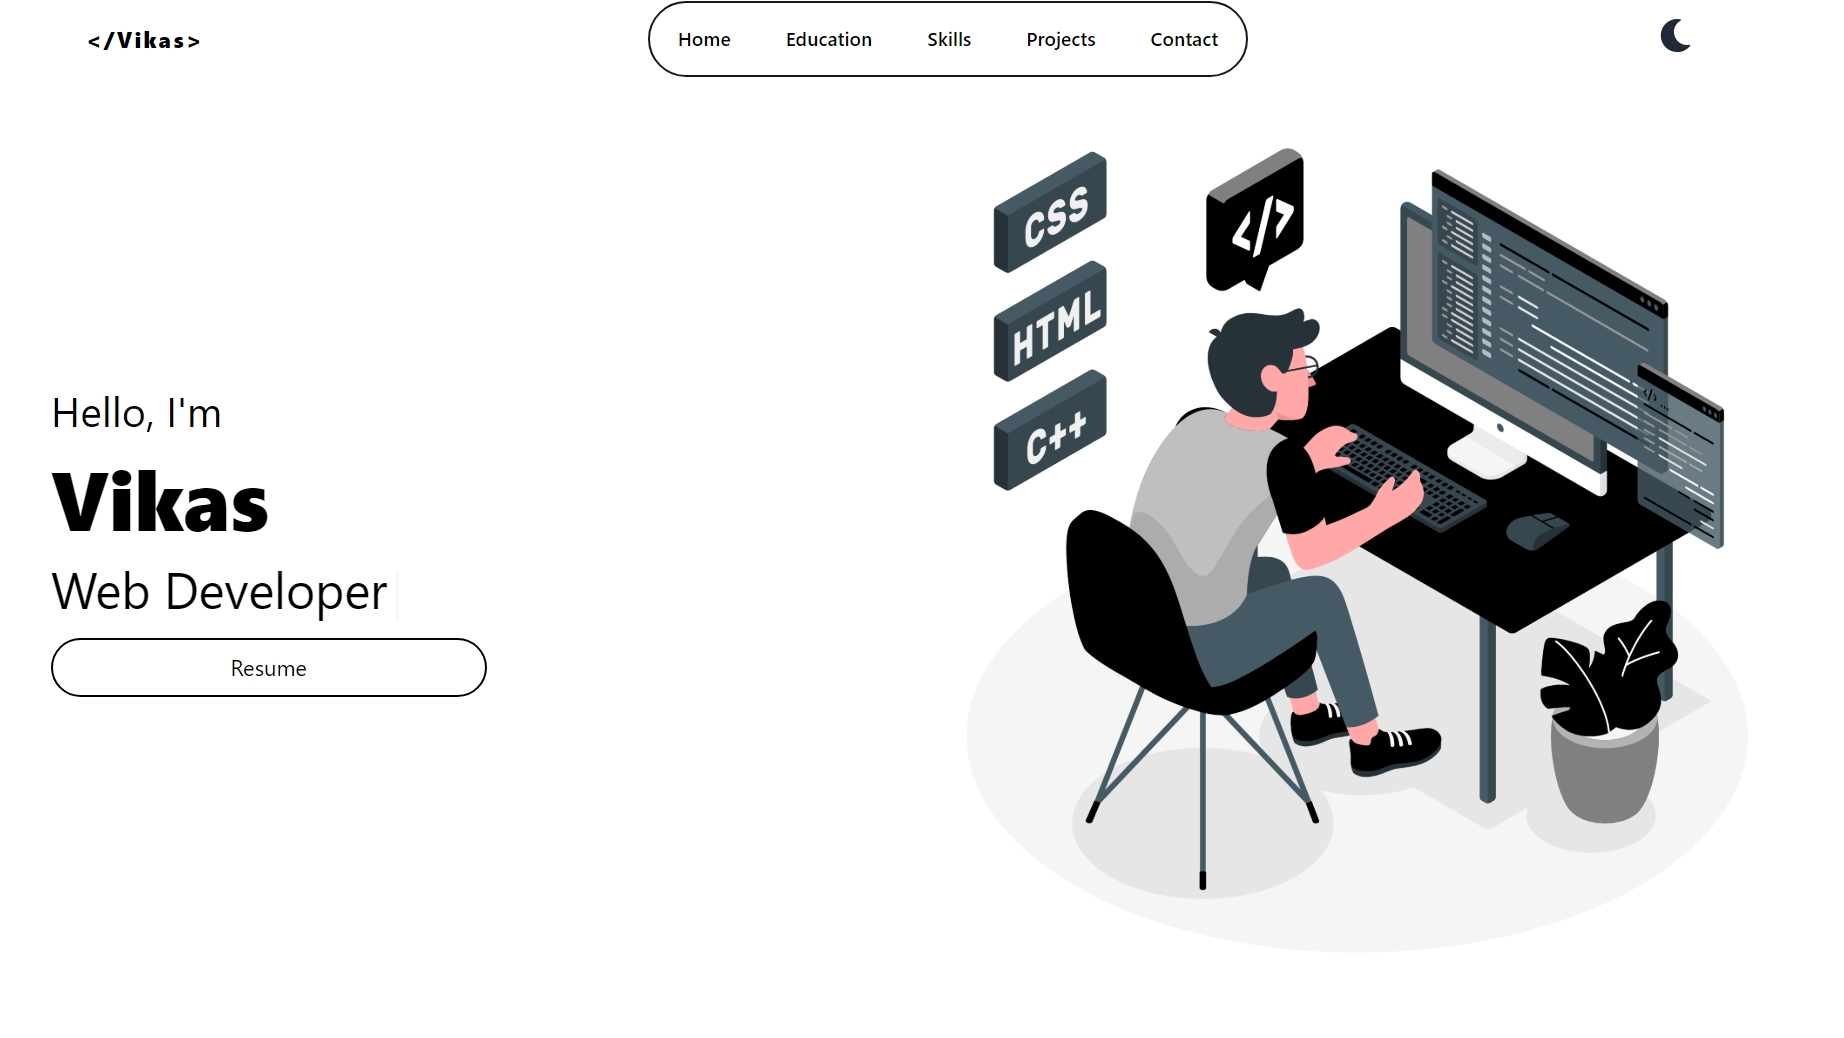 </Vikas>
Home Education Skills Projects Contact
CSS
</>
HTML
C++
Hello, I'm
Vikas
Web Developer
Resume